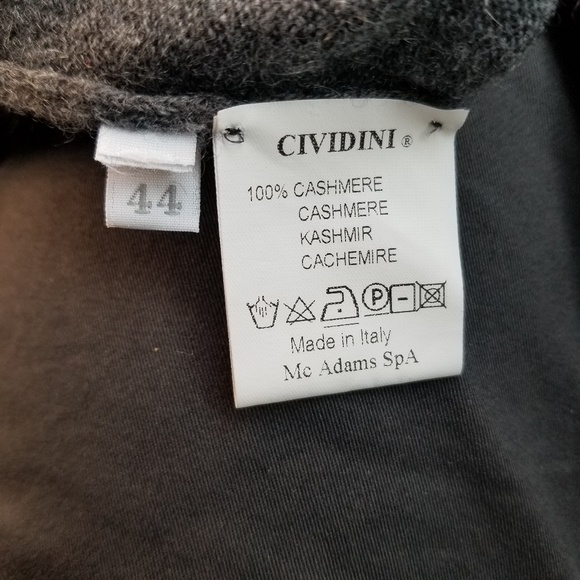 CIVIDINI ®
44
100% CASHMERE
CASHMERE
KASHMIR
CACHEMIRE
P
Made in Italy
Mc Adams SpA